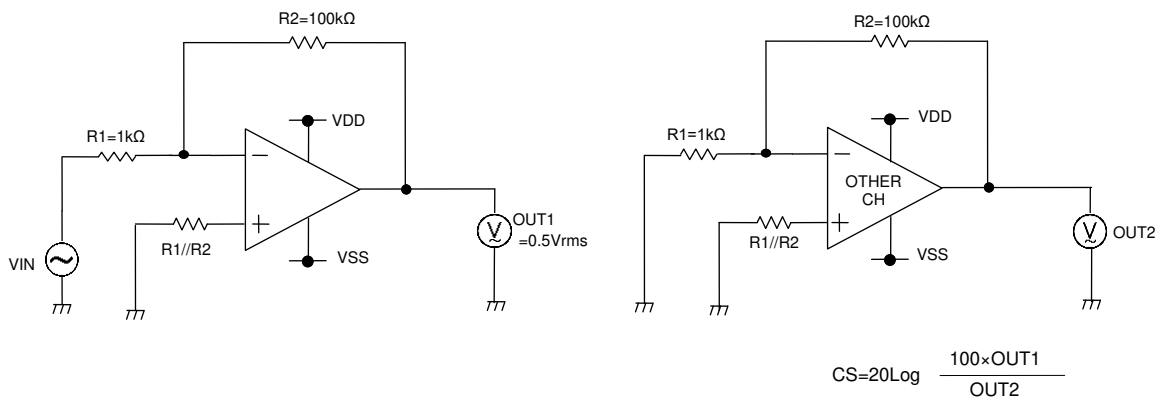 R2=100kΩ
VDD
R1=1kΩ
R1//R2
VSS
VIN
OUT1
=0.5Vrms
V
R2=100kΩ
VDD
R1=1kΩ
OTHER
CH
R1//R2
VSS
V
OUT2
CS=20Log 100×OUT1
OUT2